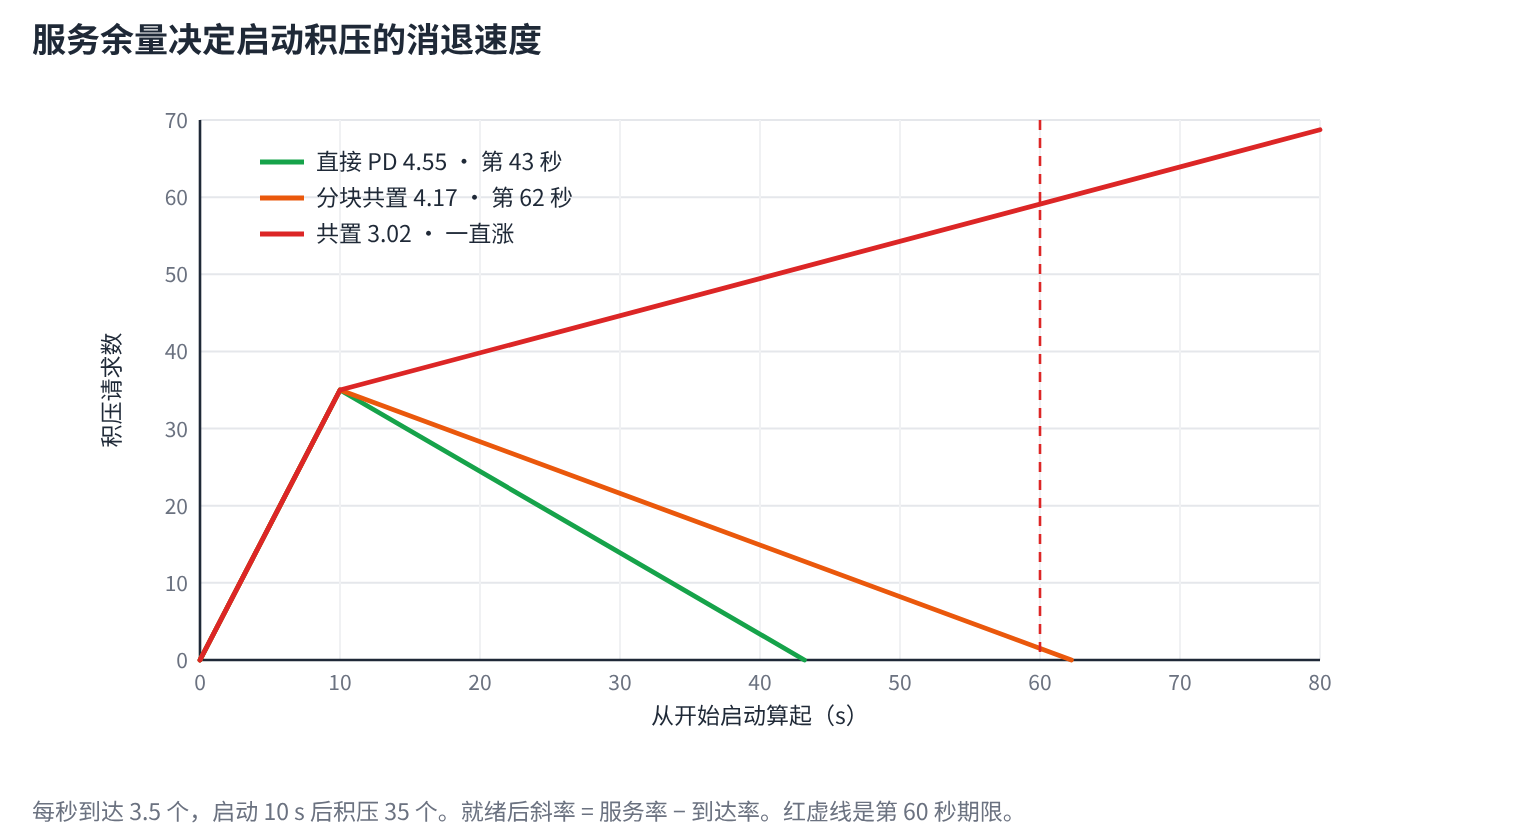 服务余量决定启动积压的消退速度
70
60
50
40
30
20
10
0
积压请求数
直接 PD 4.55 · 第 43 秒
分块共置 4.17 · 第 62 秒
共置 3.02 · 一直涨
0 10 20 30 40 50 60 70 80
从开始启动算起（s）
每秒到达 3.5 个，启动 10 s 后积压 35 个。就绪后斜率 = 服务率 − 到达率。红虚线是第 60 秒期限。